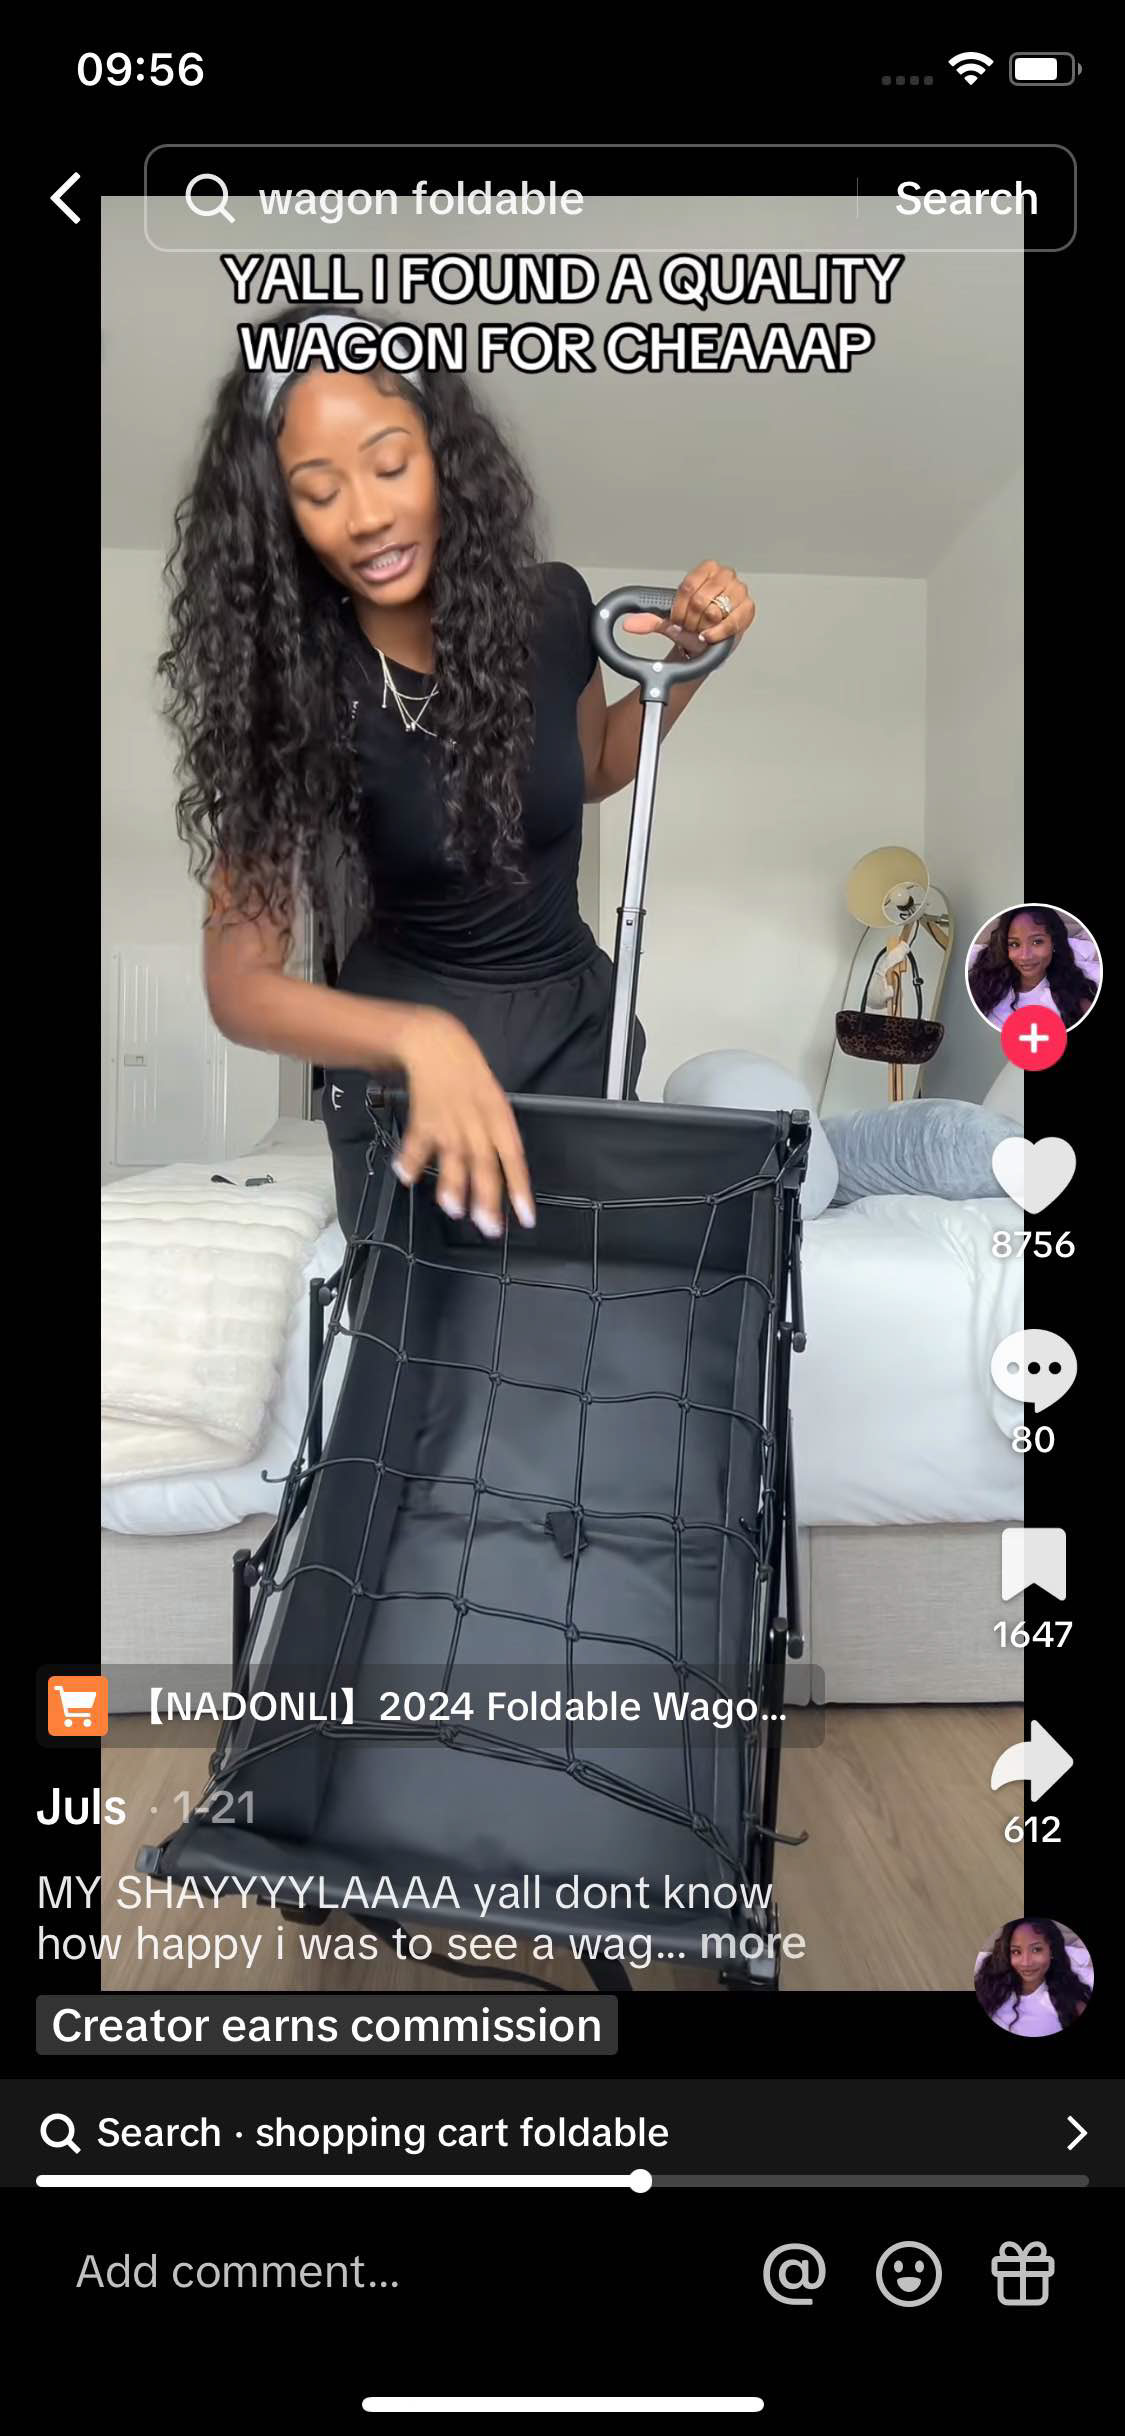 09:56
wagon foldable
Search
YALL I FOUND A QUALITY
WAGON FOR CHEAAAP
8756
80
1647
【NADONLI】2024 Foldable Wago...
Juls · 1-21
612
MY SHAYYYYLAAAA yall dont know
how happy i was to see a wag... more
Creator earns commission
Search · shopping cart foldable
Add comment...